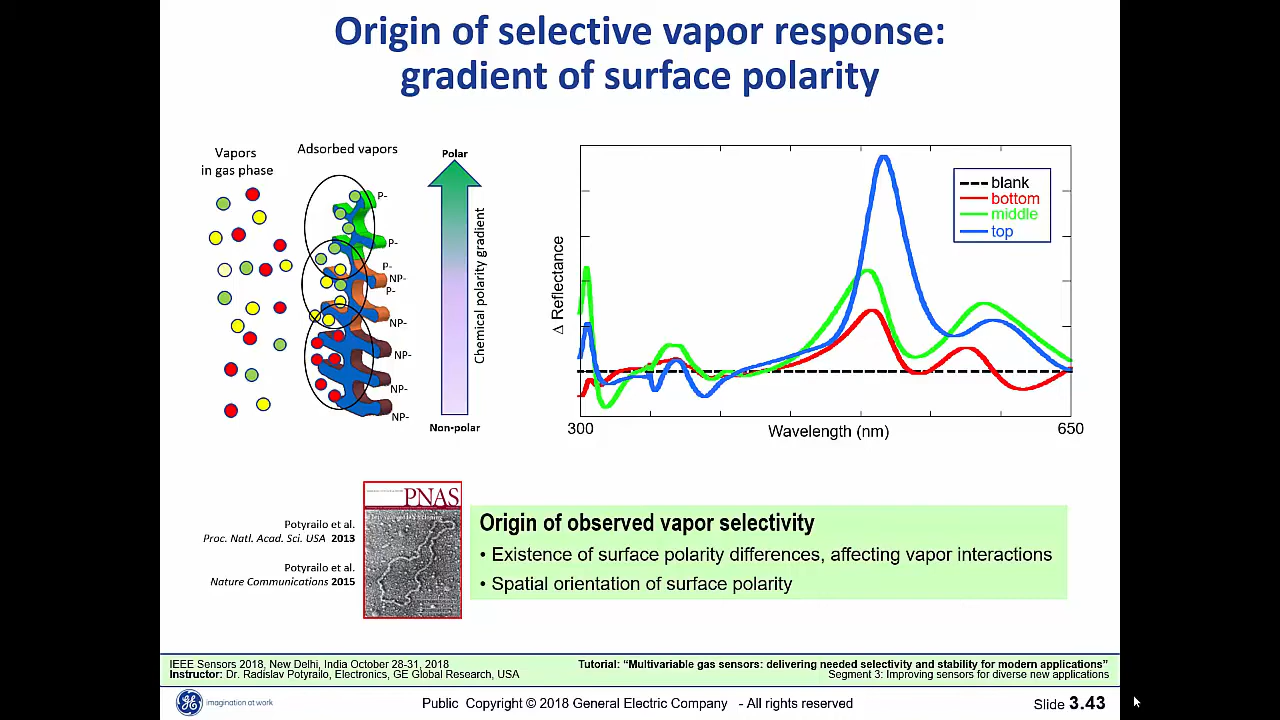 Origin of selective vapor response:
gradient of surface polarity
Vapors
in gas phase
Adsorbed vapors
Polar
P-
P-
P-
NP-
P-
NP-
NP-
NP-
NP-
Chemical polarity gradient
Non-polar
Δ Reflectance
blank
bottom
middle
top
300
Wavelength (nm)
650
Potyrailo et al.
Proc. Natl. Acad. Sci. USA 2013
Potyrailo et al.
Nature Communications 2015
PNAS
Origin of observed vapor selectivity
• Existence of surface polarity differences, affecting vapor interactions
• Spatial orientation of surface polarity
IEEE Sensors 2018, New Delhi, India October 28-31, 2018
Instructor: Dr. Radislav Potyrailo, Electronics, GE Global Research, USA
Tutorial: “Multivariable gas sensors: delivering needed selectivity and stability for modern applications”
Segment 3: Improving sensors for diverse new applications
imagination at work
Public Copyright © 2018 General Electric Company - All rights reserved
Slide 3.43